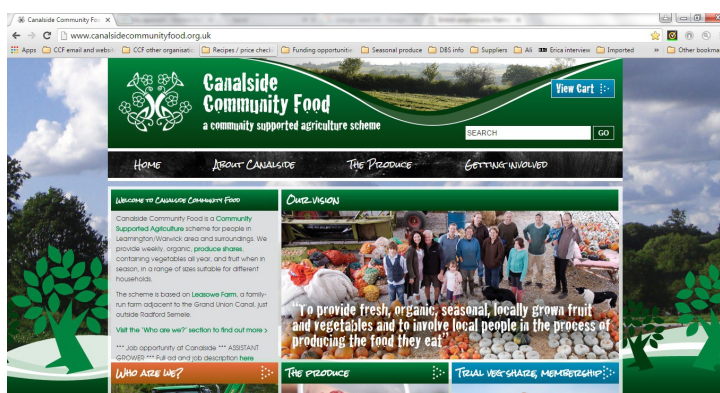 Canalside Community Foo
www.canalsidecommunityfood.org.uk
Apps CCF email and websit CCF other organisatio Recipes / price checki Funding opportunitie Seasonal produce DBS info Suppliers Ali Erica interview Imported » Other bookma
Canalside
Community Food
a community supported agriculture scheme
View Cart
SEARCH GO
Home About Canalside The Produce Getting involved
Welcome to Canalside Community Food
Canalside Community Food is a Community
Supported Agriculture scheme for people in
Leamington/Warwick area and surroundings. We
provide weekly, organic, produce shares,
containing vegetables all year, and fruit when in
season, in a range of sizes suitable for different
households.
The scheme is based on Leasowe Farm, a family-
run farm adjacent to the Grand Union Canal, just
outside Radford Semele.
Visit the 'Who are we?' section to find out more >
*** Job opportunity at Canalside *** ASSISTANT
GROWER *** Full ad and job description here
Our vision
"To provide fresh, organic, seasonal, locally grown fruit
and vegetables and to involve local people in the process of
producing the food they eat"
Who are we?
The produce
Trial veg share, membership